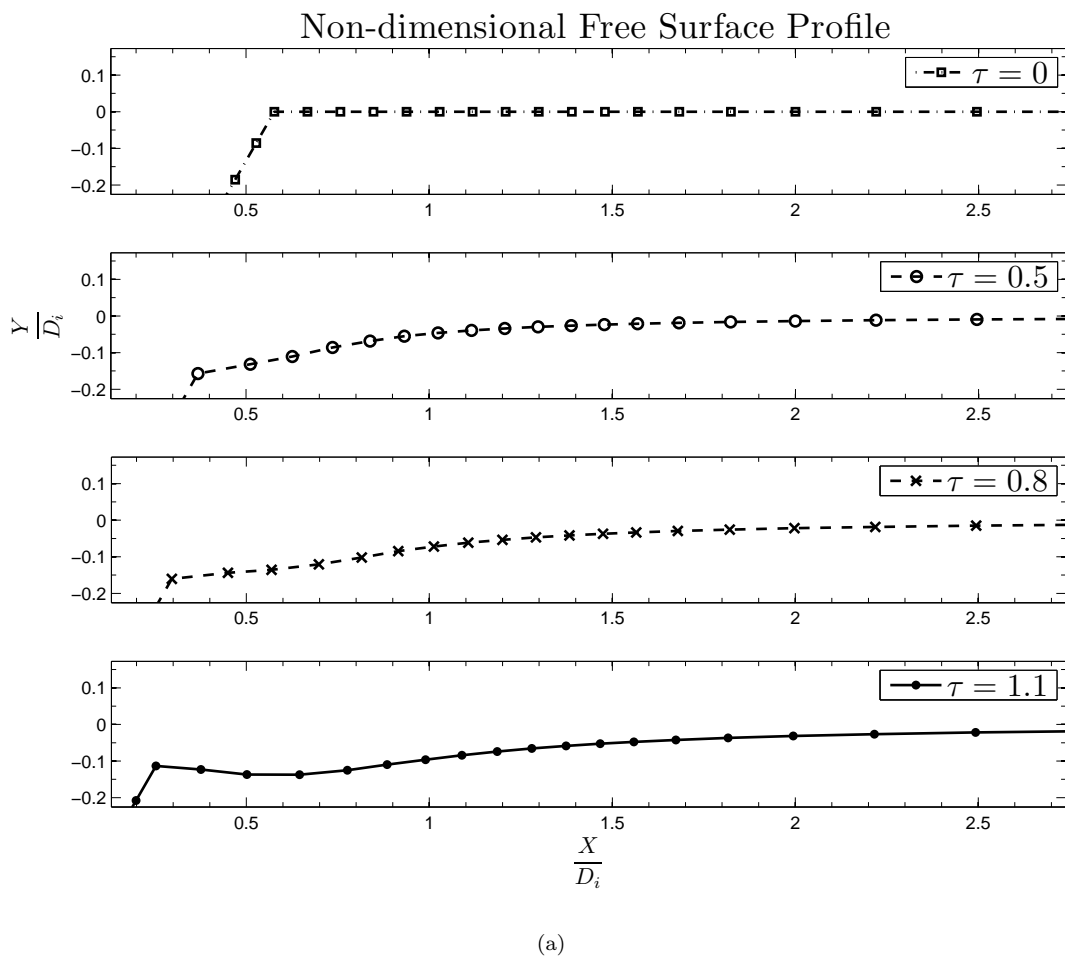 Non-dimensional Free Surface Profile
0.1
0
−0.1
−0.2
τ = 0
0.5 1 1.5 2 2.5
Y/D_i
0.1
0
−0.1
−0.2
τ = 0.5
0.5 1 1.5 2 2.5
0.1
0
−0.1
−0.2
τ = 0.8
0.5 1 1.5 2 2.5
0.1
0
−0.1
−0.2
τ = 1.1
0.5 1 1.5 2 2.5
X/D_i
(a)